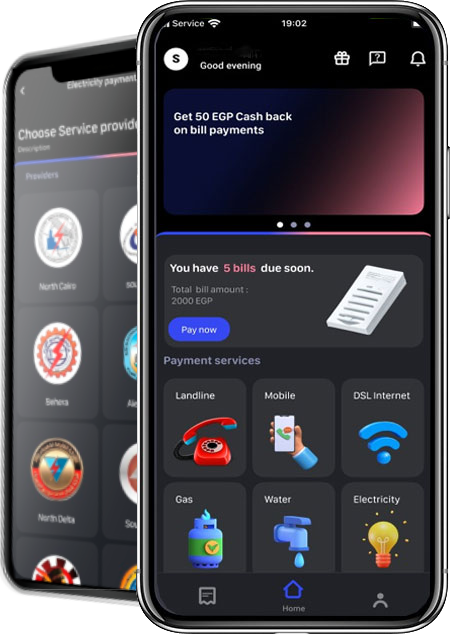 Service
19:02
S
Good evening
Get 50 EGP Cash back
on bill payments
You have 5 bills due soon.
Total bill amount :
2000 EGP
Pay now
Payment services
Landline
Mobile
DSL Internet
Gas
Water
Electricity
Home
Electricity payment
Choose Service provide
Description
Providers
North Cairo
sou
Behera
Ale
North Delta
Sou